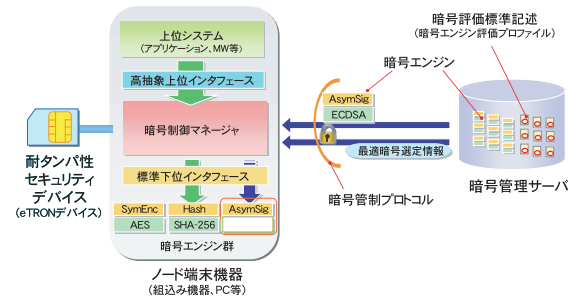 上位システム
(アプリケーション、MW等)
高抽象上位インタフェース
暗号制御マネージャ
標準下位インタフェース
SymEnc
AES
Hash
SHA-256
AsymSig
暗号エンジン群
ノード端末機器
(組込み機器、PC等)
耐タンパ性
セキュリティ
デバイス
(eTRONデバイス)
暗号評価標準記述
(暗号エンジン評価プロファイル)
暗号エンジン
AsymSig
ECDSA
最適暗号選定情報
暗号管制プロトコル
暗号管理サーバ